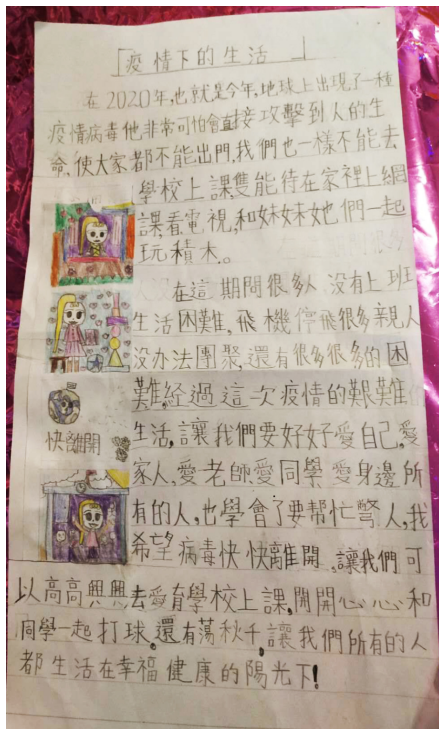 「疫情下的生活」
在2020年,也就是今年,地球上出現了一種
疫情病毒他非常可怕會直接攻擊到人的生
命,使大家都不能出門,我們也一樣不能去
學校上課,隻能待在家裡上網
課,看電視,和妹妹她們一起
玩積木。
在這期間很多人沒有上班
生活困難,飛機停飛很多親人
沒办法團聚,還有很多很多的困
難,經過這一次疫情的艱難
生活,讓我們要好好愛自己,愛
快離開
家人,愛老師,愛同學,愛身邊所
有的人,也學會了要幫忙警人,我
希望病毒快快離開,讓我們可
以高高興興去愛育學校上課,開開心心和
同學一起打球,還有蕩秋千,讓我們所有的人
都生活在幸福健康的陽光下!